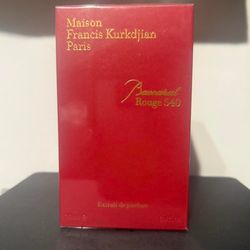 Maison
Francis Kurkdjian
Paris
Baccarat
Rouge 540
Extrait de parfum